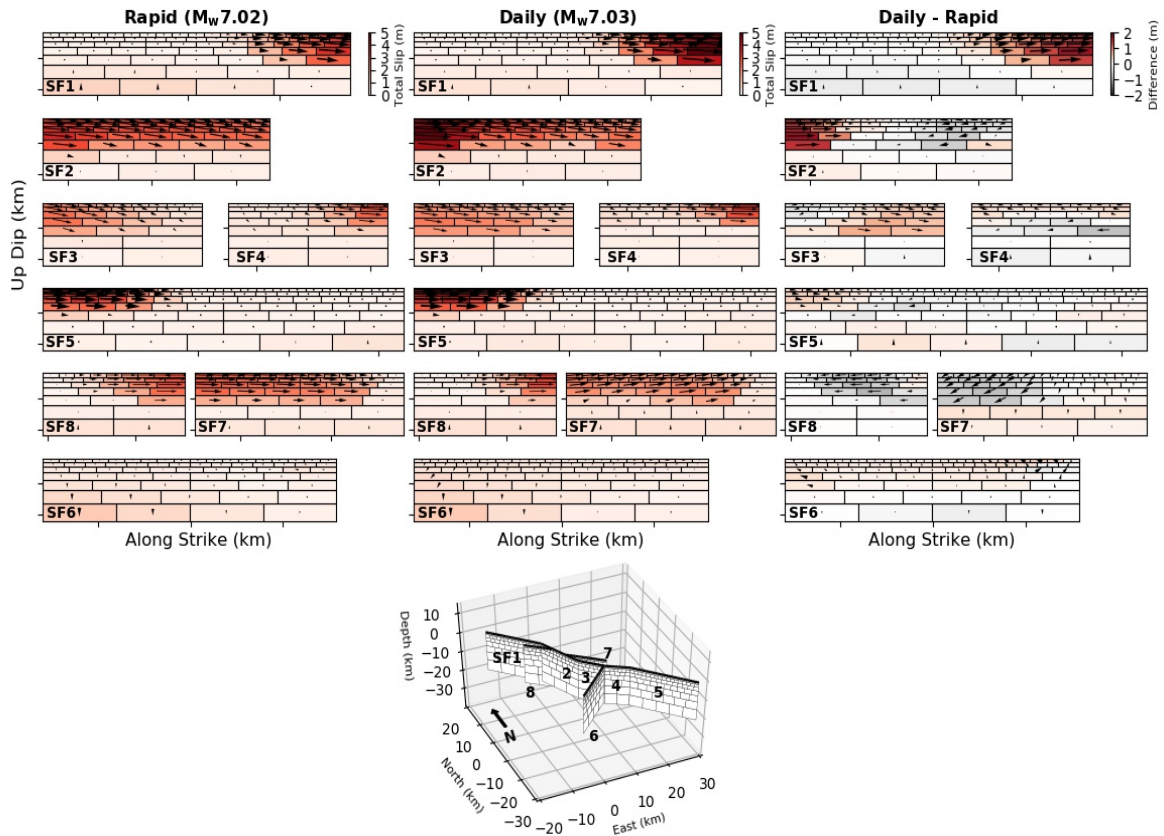 Rapid (Mw7.02)
Daily (Mw7.03)
Daily - Rapid
5
4
3
2
1
0
Total Slip (m)
5
4
3
2
1
0
Total Slip (m)
2
1
0
−1
−2
Difference (m)
SF1
SF1
SF1
SF2
SF2
SF2
SF3
SF4
SF3
SF4
SF3
SF4
SF5
SF5
SF5
SF8
SF7
SF8
SF7
SF8
SF7
SF6
SF6
SF6
Up Dip (km)
Along Strike (km)
Along Strike (km)
Along Strike (km)
10
0
−10
−20
−30
Depth (km)
SF1
2
3
7
4
5
8
6
N
20
10
0
−10
−20
−30
North (km)
−20
−10
0
10
20
30
East (km)